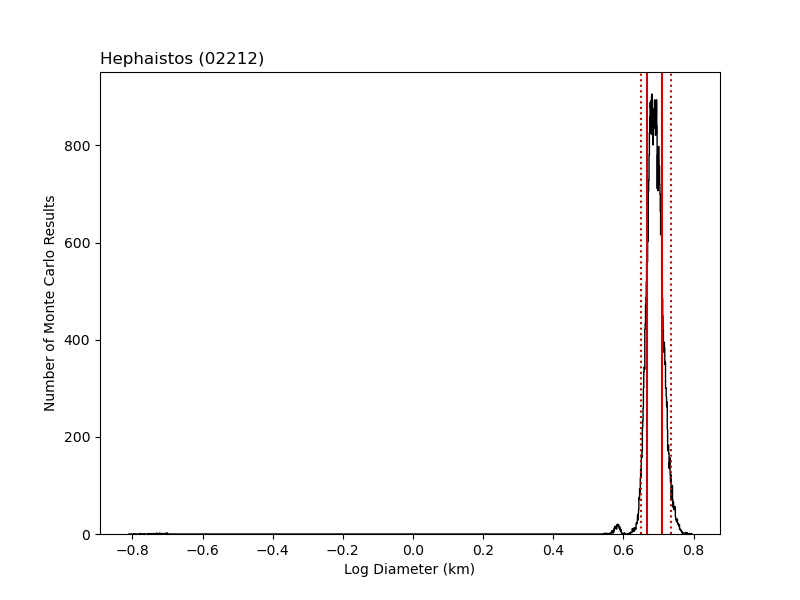 Hephaistos (02212)
Number of Monte Carlo Results
800
600
400
200
0
−0.8 −0.6 −0.4 −0.2 0.0 0.2 0.4 0.6 0.8
Log Diameter (km)